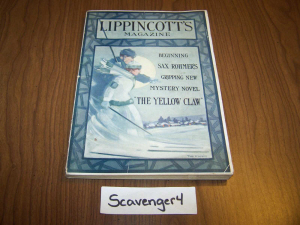 LIPPINCOTT'S
MAGAZINE
BEGINNING
SAX ROHMER'S
GRIPPING NEW
MYSTERY NOVEL
"THE YELLOW CLAW"
Scavenger4